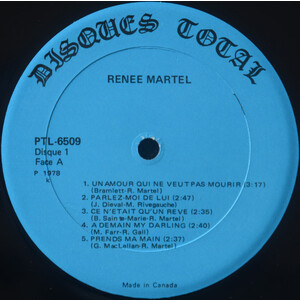 DISQUES TOTAL
RENEE MARTEL
PTL-6509
Disque 1
Face A
P 1978
1. UN AMOUR QUI NE VEUT PAS MOURIR (3:17)
(Bramlett-R. Martel)
2. PARLEZ-MOI DE LUI (2:47)
(J. Dieval-M. Rivegauche)
3. CE N'ETAIT QU'UN REVE (2:35)
(B. Sainte-Marie-R. Martel)
4. A DEMAIN MY DARLING (2:40)
(M. Farr-R. Gall)
5. PRENDS MA MAIN (2:37)
(G. MacLellan-R. Martel)
Made in Canada